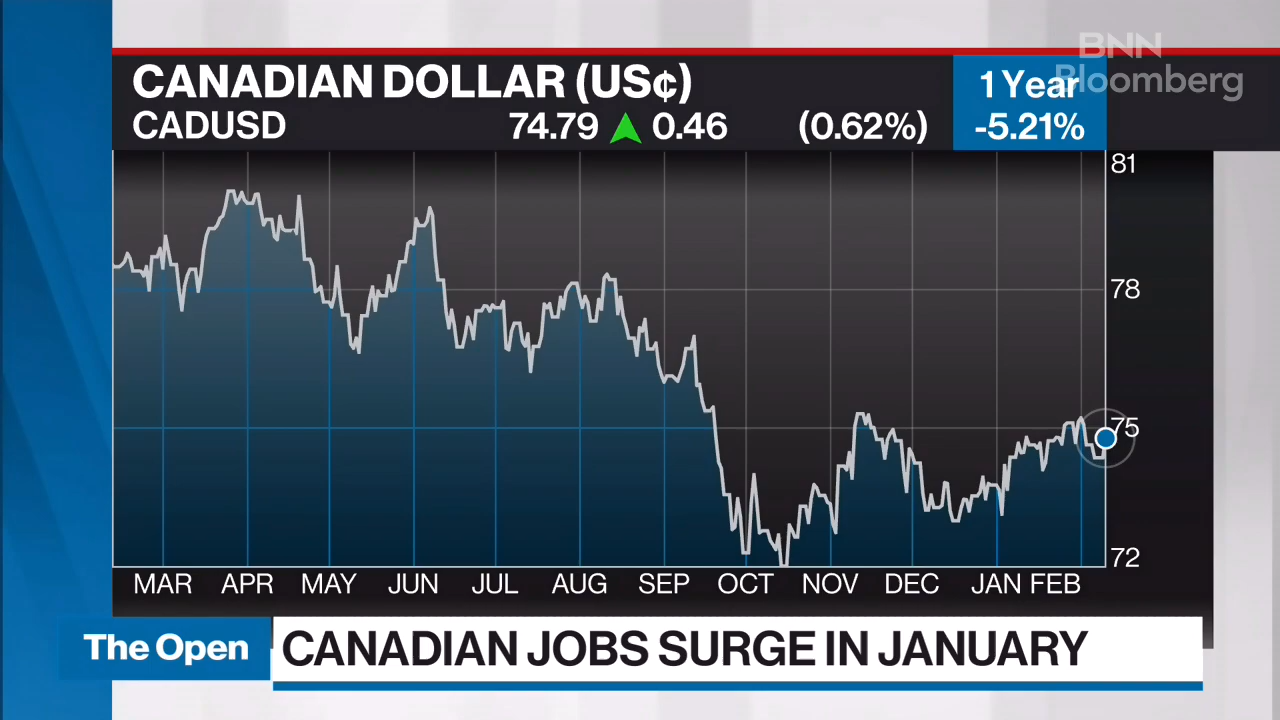 BNN
Bloomberg
CANADIAN DOLLAR (US¢)
1 Year
CADUSD 74.79 ▲ 0.46 (0.62%)
-5.21%
81
78
75
72
MAR APR MAY JUN JUL AUG SEP OCT NOV DEC JAN FEB
The Open
CANADIAN JOBS SURGE IN JANUARY